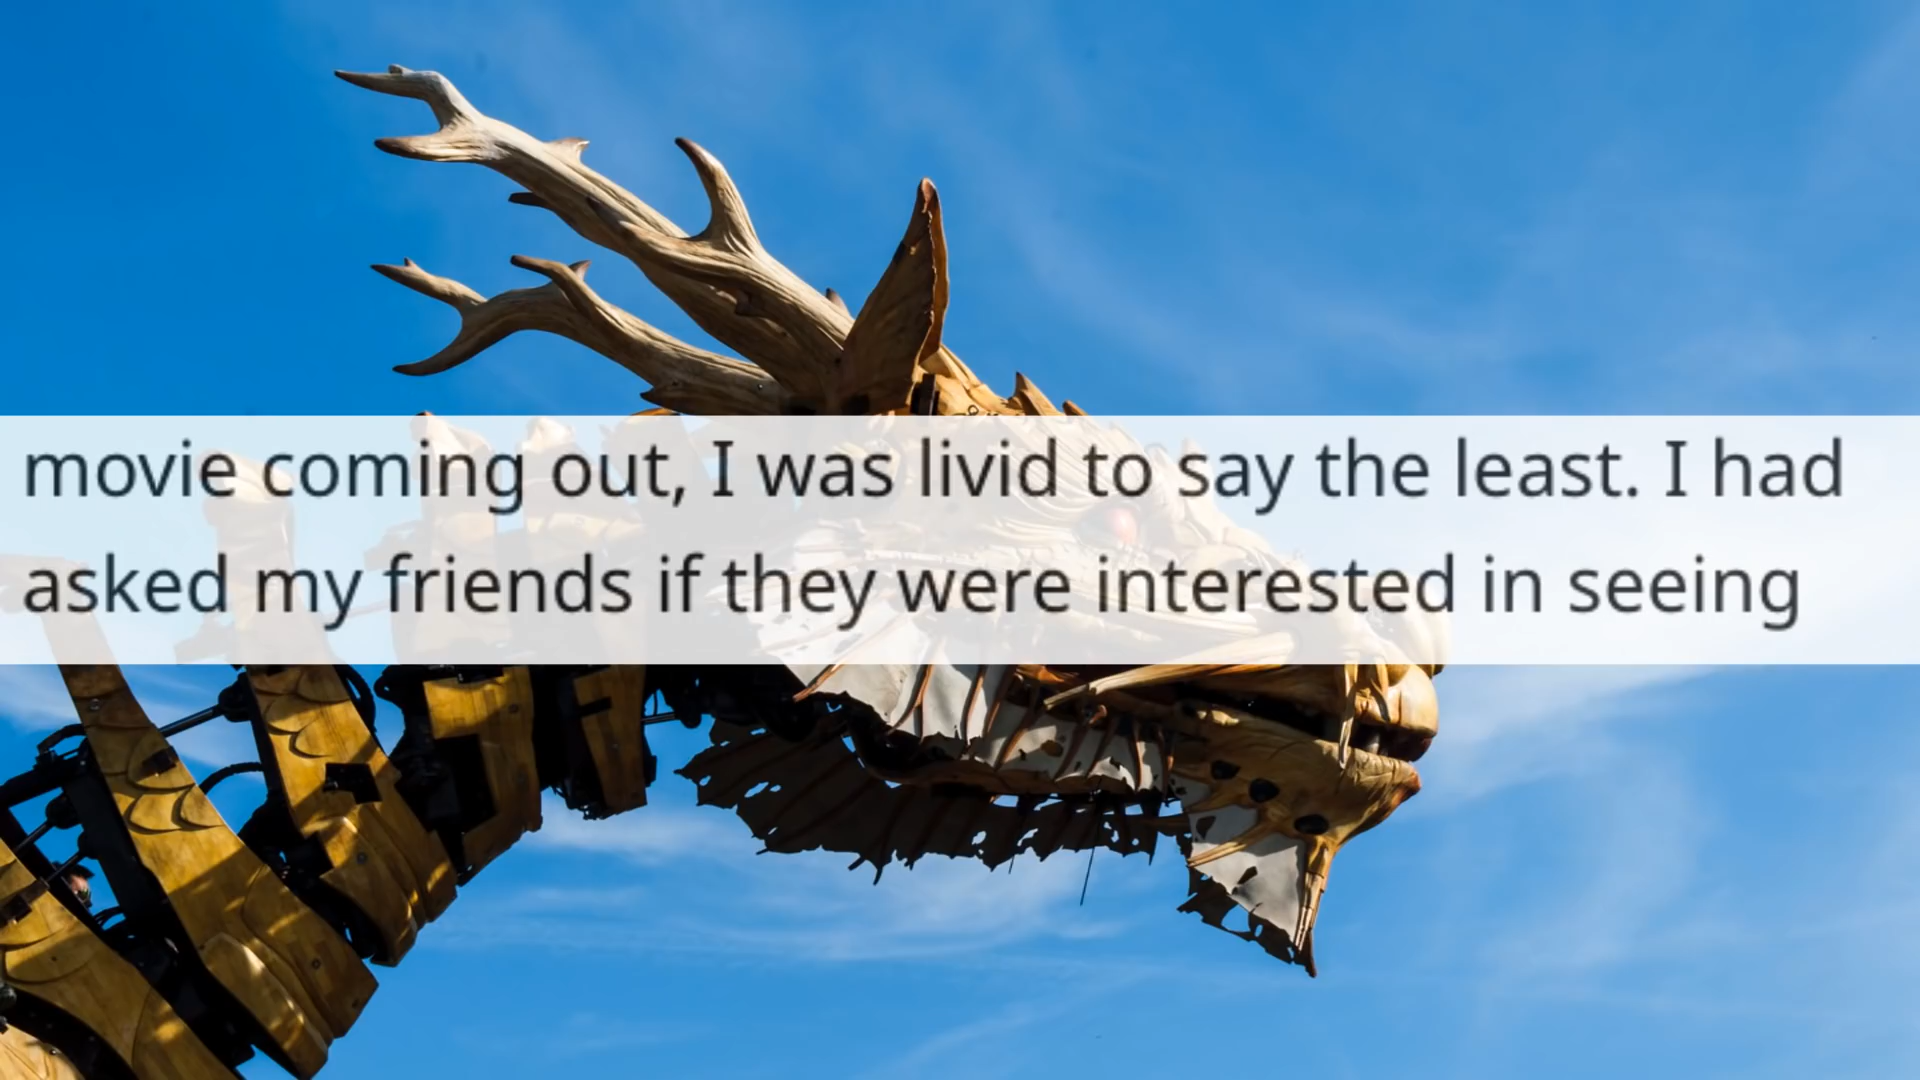 movie coming out, I was livid to say the least. I had
asked my friends if they were interested in seeing